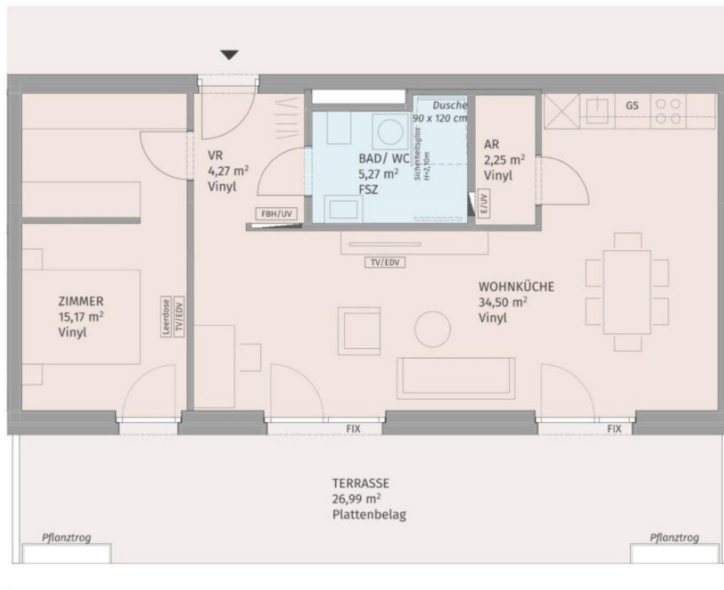 VR
4,27 m²
Vinyl
FBH/UV
BAD/ WC
5,27 m²
FSZ
Dusche
90 x 120 cm
Sicherheitsglas
H=2,10m
AR
2,25 m²
Vinyl
E/UV
GS
ZIMMER
15,17 m²
Vinyl
Leerdose
TV/EDV
TV/EDV
WOHNKÜCHE
34,50 m²
Vinyl
FIX
FIX
TERRASSE
26,99 m²
Plattenbelag
Pflanztrog
Pflanztrog